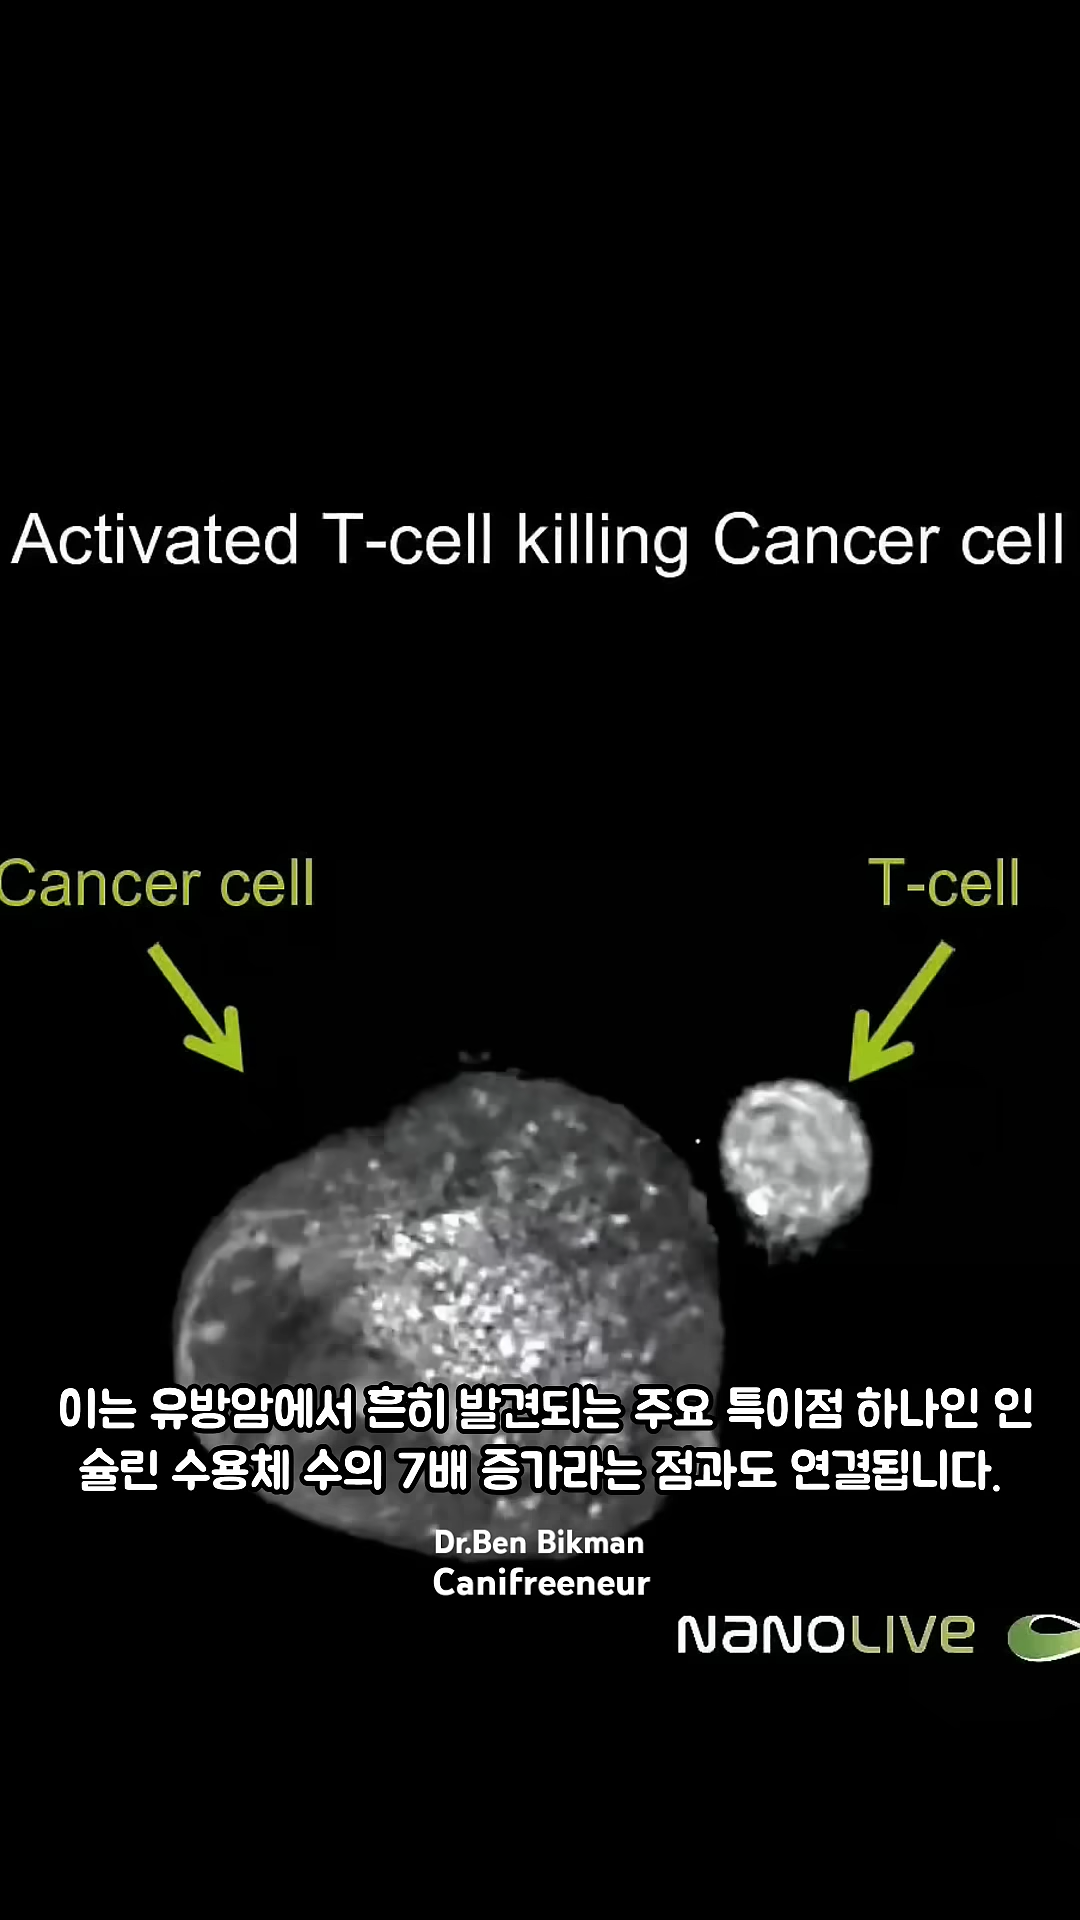 Activated T-cell killing Cancer cell
Cancer cell
T-cell
이는 유방암에서 흔히 발견되는 주요 특이점 하나인 인
슐린 수용체 수의 7배 증가라는 점과도 연결됩니다.
Dr.Ben Bikman
Canifreeneur
NANOLIVE